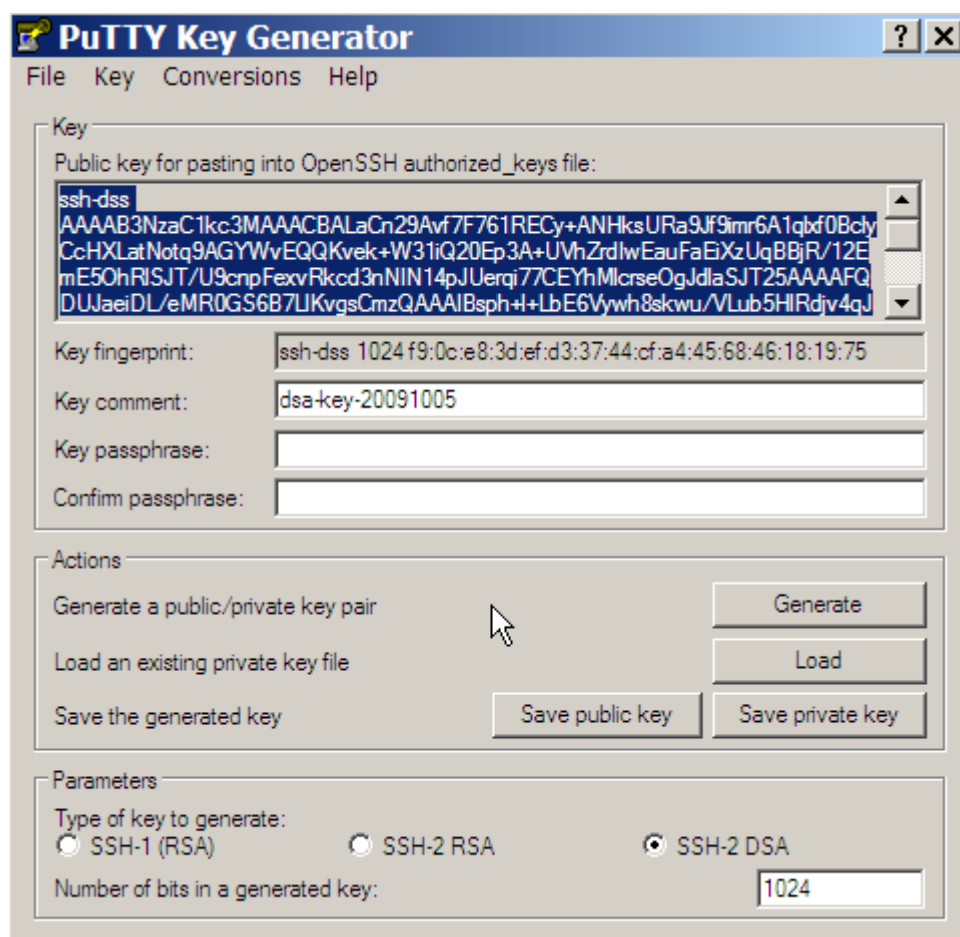 PuTTY Key Generator
File Key Conversions Help
Key
Public key for pasting into OpenSSH authorized_keys file:
ssh-dss
AAAAB3NzaC1kc3MAAACBALaCn29Avf7F761RECy+ANHksURa9Jf9imr6A1qlxf0Bcly
CcHXLatNotq9AGYWvEQQKvek+W31iQ20Ep3A+UVhZrdlwEauFaEiXzUqBBjR/12E
mE5OhRlSJT/U9cnpFexvRkcd3nNIN14pJUerqi77CEYhMlcrseOgJdlaSJT25AAAAFQ
DUJaeiDL/eMR0GS6B7LlKvgsCmzQAAAIBsph+I+LbE6Vywh8skwu/VLub5HIRdjv4qJ
Key fingerprint: ssh-dss 1024 f9:0c:e8:3d:ef:d3:37:44:cf:a4:45:68:46:18:19:75
Key comment: dsa-key-20091005
Key passphrase:
Confirm passphrase:
Actions
Generate a public/private key pair Generate
Load an existing private key file Load
Save the generated key Save public key Save private key
Parameters
Type of key to generate:
SSH-1 (RSA) SSH-2 RSA SSH-2 DSA
Number of bits in a generated key: 1024